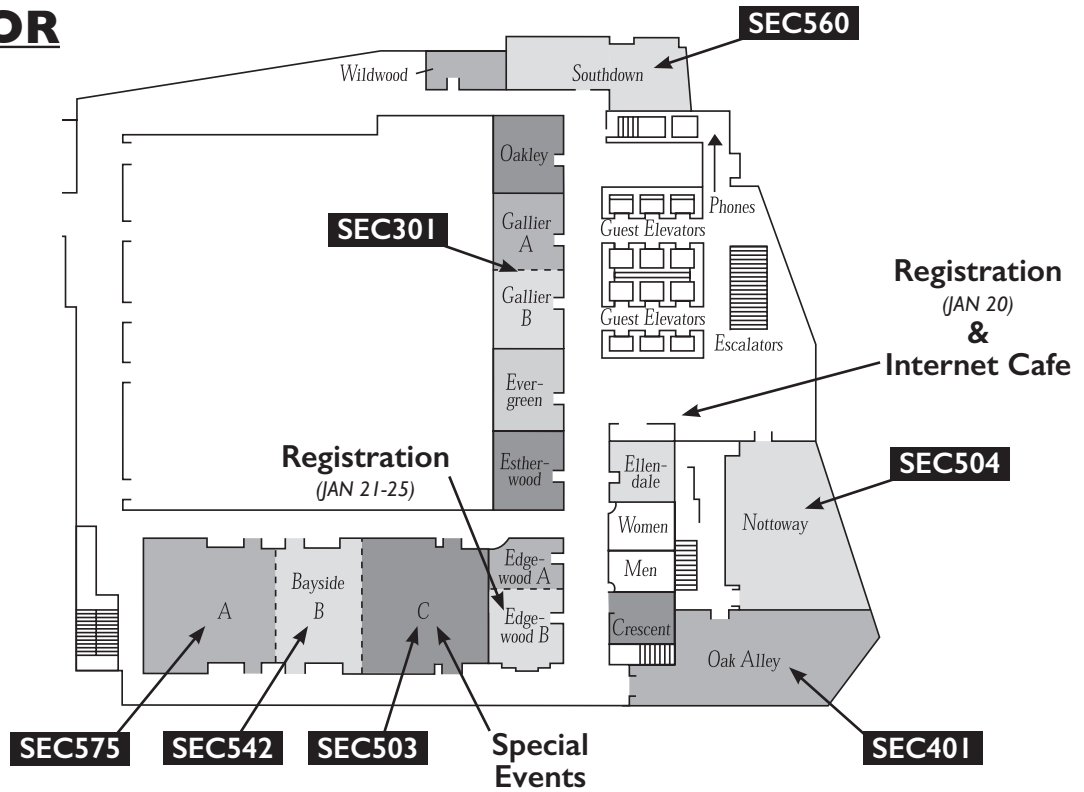 OR
SEC560
Wildwood
Southdown
Oakley
Phones
SEC301
Gallier
A
Guest Elevators
Gallier
B
Guest Elevators
Escalators
Registration
(JAN 20)
&
Internet Cafe
Ever-
green
Registration
(JAN 21-25)
Esther-
wood
Ellen-
dale
SEC504
Women
Nottoway
Men
Edge-
wood A
Bayside
A
B
C
Edge-
wood B
Crescent
Oak Alley
SEC575
SEC542
SEC503
Special
Events
SEC401